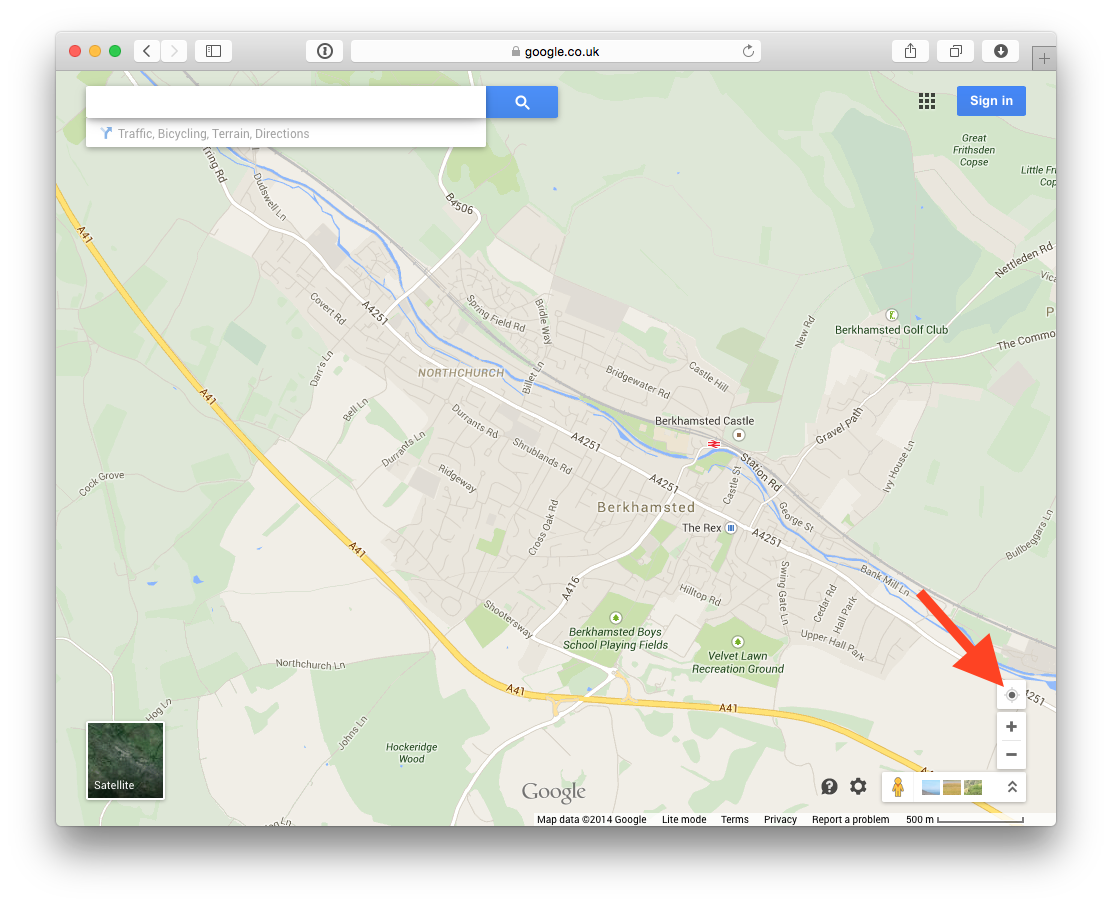 google.co.uk
Sign in
Traffic, Bicycling, Terrain, Directions
Great
Frithsden
Copse
Little Fri
Cop
Tring Rd
Dudswell Ln
B4506
A41
Nettleden Rd
Vica
Covert Rd
A4251
Spring Field Rd
Bridle Way
P
Berkhamsted Golf Club
New Rd
The Commo
Darr's Ln
NORTHCHURCH
Billet Ln
Bridgewater Rd
Castle Hill
A41
Bell Ln
Durrants Rd
Berkhamsted Castle
Gravel Path
Durrants Ln
Shrublands Rd
A4251
Station Rd
Ivy House Ln
Cock Grove
Ridgeway
A4251
Castle St
Berkhamsted
Cross Oak Rd
The Rex
George St
A4251
Bullbeggars Ln
A41
Bank Mill Ln
A416
Hilltop Rd
Swing Gate Ln
Cedar Rd
Hall Park
Shootersway
Berkhamsted Boys
School Playing Fields
Upper Hall Park
Velvet Lawn
Recreation Ground
Northchurch Ln
A41
4251
Hog Ln
A41
Johns Ln
Hockeridge
Wood
Satellite
A4
Google
Ln
Map data ©2014 Google
Lite mode
Terms
Privacy
Report a problem
500 m